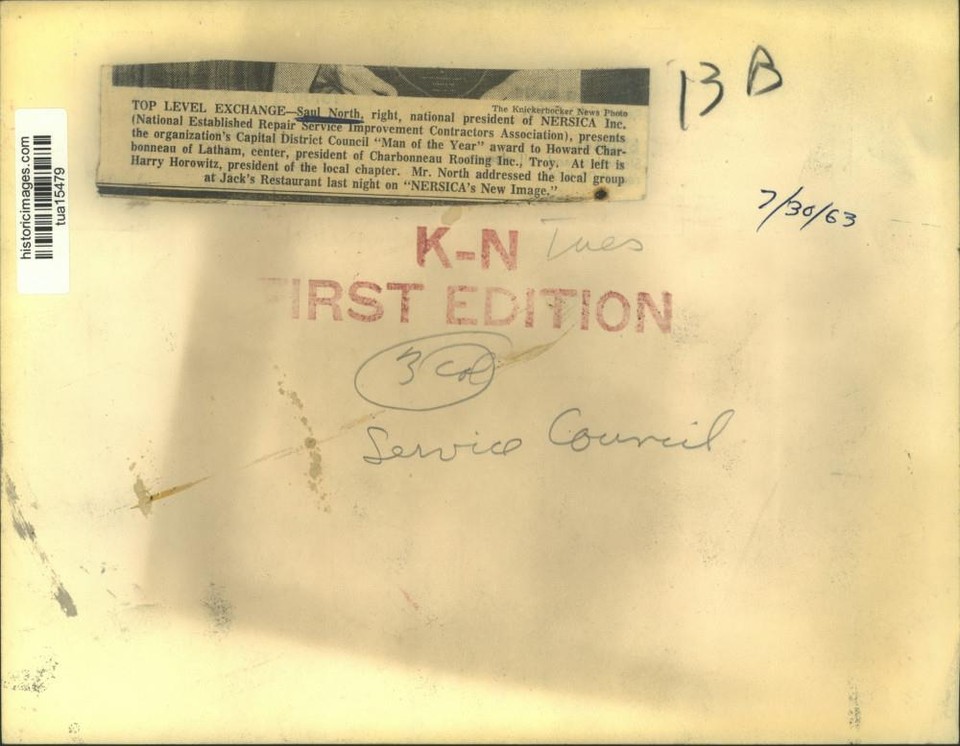 historicimages.com
tua15479
The Knickerbocker News Photo
TOP LEVEL EXCHANGE—Saul North, right, national president of NERSICA Inc.
(National Established Repair Service Improvement Contractors Association), presents
the organization's Capital District Council "Man of the Year" award to Howard Char-
bonneau of Latham, center, president of Charbonneau Roofing Inc., Troy. At left is
Harry Horowitz, president of the local chapter. Mr. North addressed the local group
at Jack's Restaurant last night on "NERSICA's New Image."
13 B
7/30/63
K-N Tues
FIRST EDITION
3 col
Service Council